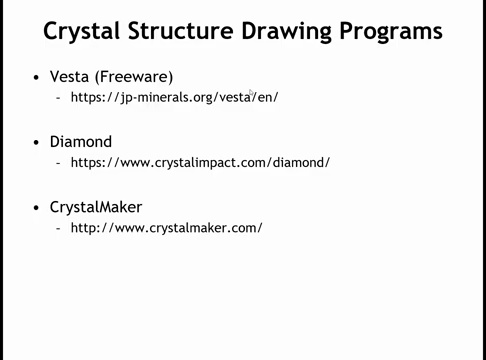 Crystal Structure Drawing Programs
• Vesta (Freeware)
– https://jp-minerals.org/vesta/en/
• Diamond
– https://www.crystalimpact.com/diamond/
• CrystalMaker
– http://www.crystalmaker.com/